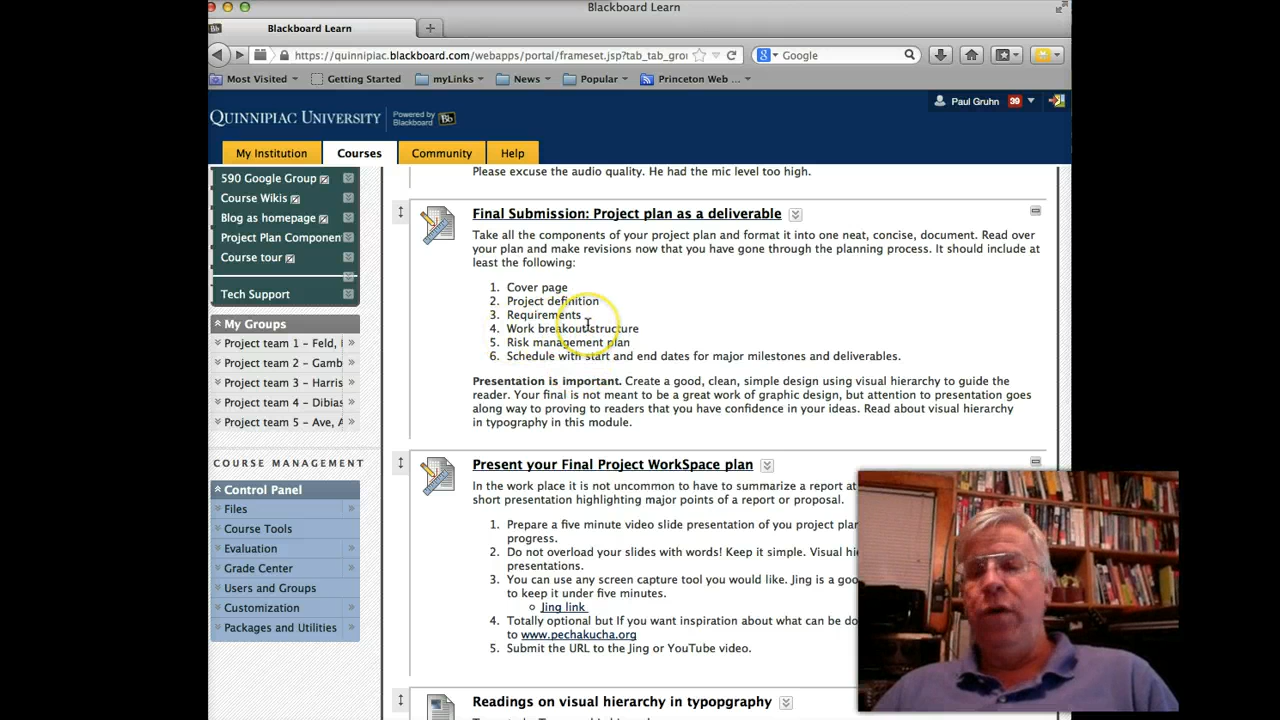 Blackboard Learn
Blackboard Learn
https://quinnipiac.blackboard.com/webapps/portal/frameset.jsp?tab_tab_grou
Google
Most Visited
Getting Started
myLinks
News
Popular
Princeton Web ...
Paul Gruhn 39
QUINNIPIAC UNIVERSITY
Powered by
Blackboard
Bb
My Institution
Courses
Community
Help
590 Google Group
Course Wikis
Blog as homepage
Project Plan Componen
Course tour
Tech Support
My Groups
Project team 1 - Feld,
Project team 2 - Gamb
Project team 3 - Harris
Project team 4 - Dibias
Project team 5 - Ave,
COURSE MANAGEMENT
Control Panel
Files
Course Tools
Evaluation
Grade Center
Users and Groups
Customization
Packages and Utilities
Please excuse the audio quality. He had the mic level too high.
Final Submission: Project plan as a deliverable
Take all the components of your project plan and format it into one neat, concise, document. Read over
your plan and make revisions now that you have gone through the planning process. It should include at
least the following:
1. Cover page
2. Project definition
3. Requirements
4. Work breakout structure
5. Risk management plan
6. Schedule with start and end dates for major milestones and deliverables.
Presentation is important. Create a good, clean, simple design using visual hierarchy to guide the
reader. Your final is not meant to be a great work of graphic design, but attention to presentation goes
along way to proving to readers that you have confidence in your ideas. Read about visual hierarchy
in typography in this module.
Present your Final Project WorkSpace plan
In the work place it is not uncommon to have to summarize a report at
short presentation highlighting major points of a report or proposal.
1. Prepare a five minute video slide presentation of you project plan
progress.
2. Do not overload your slides with words! Keep it simple. Visual hie
presentations.
3. You can use any screen capture tool you would like. Jing is a goo
to keep it under five minutes.
Jing link
4. Totally optional but If you want inspiration about what can be do
to www.pechakucha.org
5. Submit the URL to the Jing or YouTube video.
Readings on visual hierarchy in typography